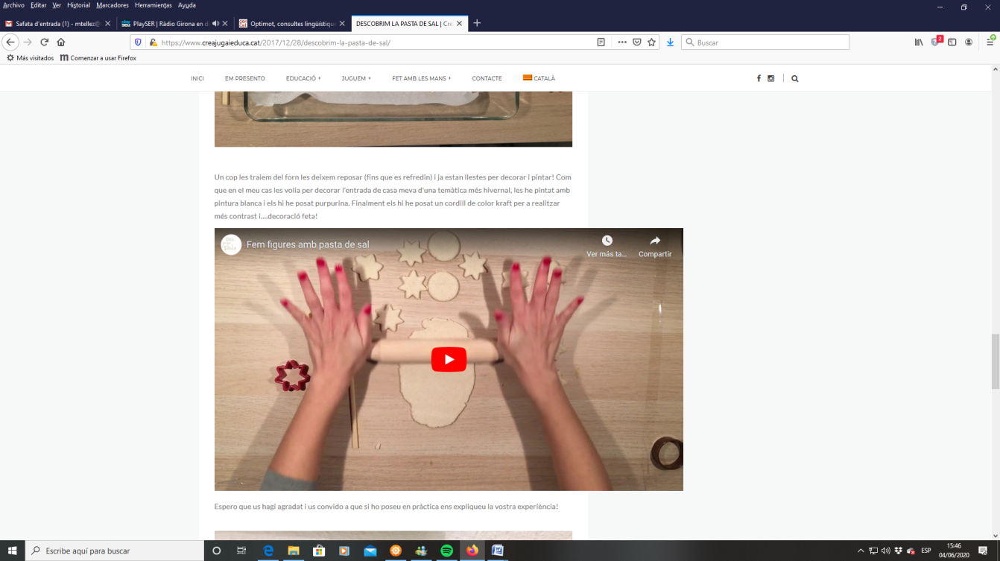 Archivo Editar Ver Historial Marcadores Herramientas Ayuda
Safata d'entrada (1) - mtellez@ PlaySER | Ràdio Girona en di Optimot, consultes lingüístique DESCOBRIM LA PASTA DE SAL | Cre
https://www.creajugaieduca.cat/2017/12/28/descobrim-la-pasta-de-sal/ Buscar 2
Más visitados Comenzar a usar Firefox
INICI EM PRESENTO EDUCACIÓ + JUGUEM + FET AMB LES MANS + CONTACTE CATALÀ
Un cop les traiem del forn les deixem reposar (fins que es refredin) i ja estan llestes per decorar i pintar! Com
que en el meu cas les volia per decorar l'entrada de casa meva d'una temàtica més hivernal, les he pintat amb
pintura blanca i els hi he posat purpurina. Finalment els hi he posat un cordill de color kraft per a realitzar
més contrast i....decoració feta!
Fem figures amb pasta de sal
Ver más ta... Compartir
Espero que us hagi agradat i us convido a que si ho poseu en pràctica ens expliqueu la vostra experiència!
Escribe aquí para buscar
ESP
15:46
04/06/2020